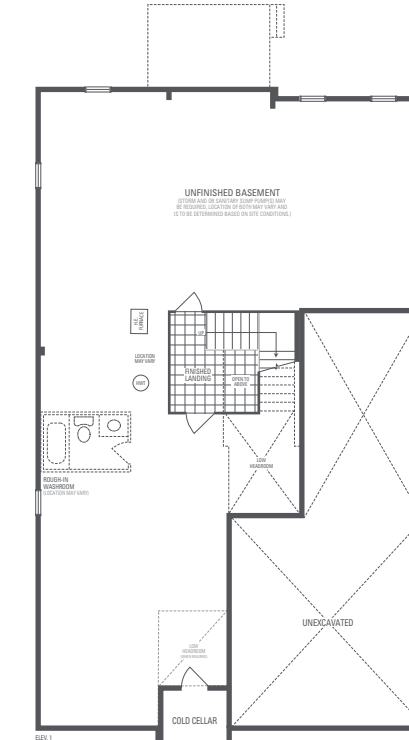 UNFINISHED BASEMENT
(STORM AND OR SANITARY SUMP PUMP(S) MAY
BE REQUIRED, LOCATION OF BOTH MAY VARY AND
IS TO BE DETERMINED BASED ON SITE CONDITIONS.)
H.E.
FURNACE
UP
LOCATION
MAY VARY
FINISHED
LANDING
OPEN TO
ABOVE
HWT
LOW
HEADROOM
ROUGH-IN
WASHROOM
(LOCATION MAY VARY)
UNEXCAVATED
LOW
HEADROOM
(WHEN REQUIRED)
COLD CELLAR
ELEV. 1